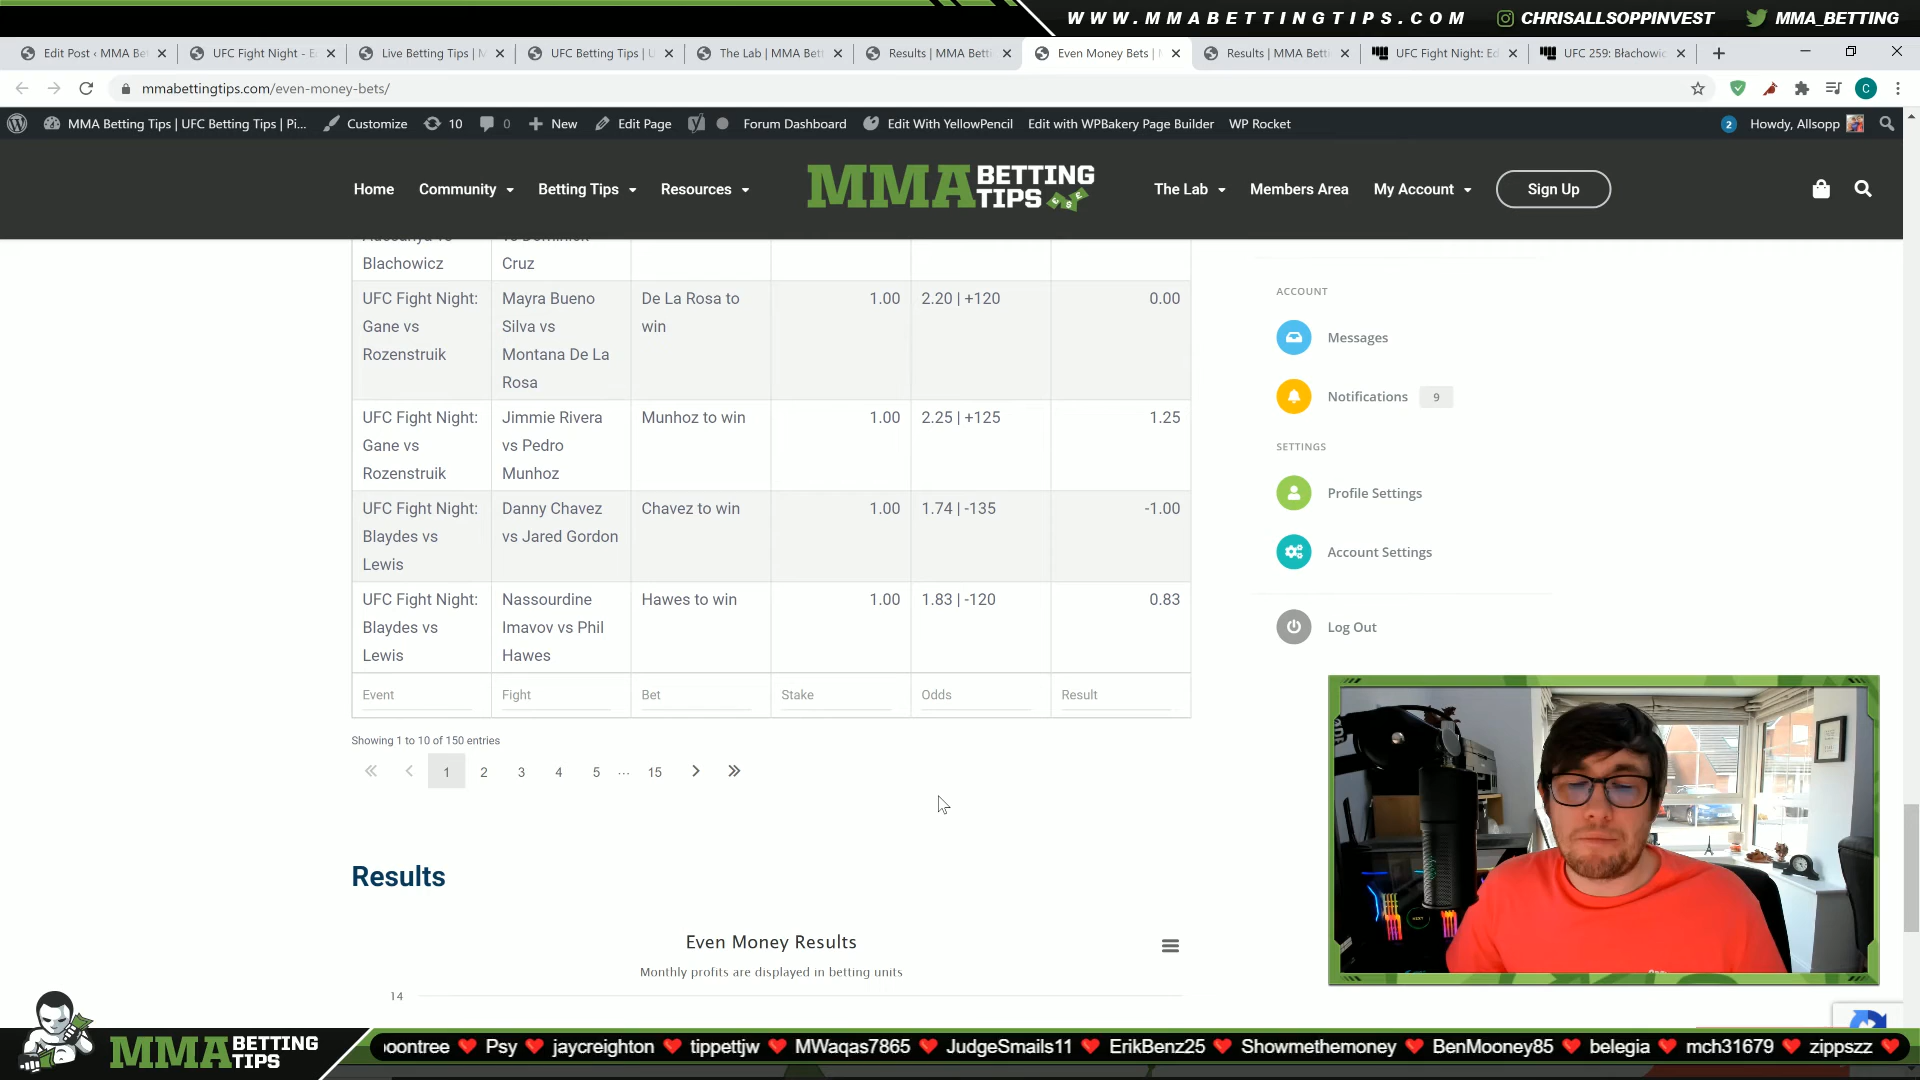 WWW.MMABETTINGTIPS.COM CHRISALLSOPPINVEST MMA_BETTING
Edit Post ‹ MMA Be UFC Fight Night - E Live Betting Tips | M UFC Betting Tips | U The Lab | MMA Bett Results | MMA Betti Even Money Bets | Results | MMA Betti UFC Fight Night: Ed UFC 259: Błachowic
mmabettingtips.com/even-money-bets/ C
MMA Betting Tips | UFC Betting Tips | Pi... Customize 10 0 New Edit Page Forum Dashboard Edit With YellowPencil Edit with WPBakery Page Builder WP Rocket 2 Howdy, Allsopp
Home Community Betting Tips Resources MMA BETTING TIPS The Lab Members Area My Account Sign Up
Blachowicz Cruz
UFC Fight Night: Gane vs Rozenstruik Mayra Bueno Silva vs Montana De La Rosa De La Rosa to win 1.00 2.20 | +120 0.00
UFC Fight Night: Gane vs Rozenstruik Jimmie Rivera vs Pedro Munhoz Munhoz to win 1.00 2.25 | +125 1.25
UFC Fight Night: Blaydes vs Lewis Danny Chavez vs Jared Gordon Chavez to win 1.00 1.74 | -135 -1.00
UFC Fight Night: Blaydes vs Lewis Nassourdine Imavov vs Phil Hawes Hawes to win 1.00 1.83 | -120 0.83
Event Fight Bet Stake Odds Result
Showing 1 to 10 of 150 entries
1 2 3 4 5 ... 15
Results
Even Money Results
Monthly profits are displayed in betting units
14
ACCOUNT
Messages
Notifications 9
SETTINGS
Profile Settings
Account Settings
Log Out
MMA BETTING TIPS
oontree Psy jaycreighton tippettjw MWaqas7865 JudgeSmails11 ErikBenz25 Showmethemoney BenMooney85 belegia mch31679 zippszz